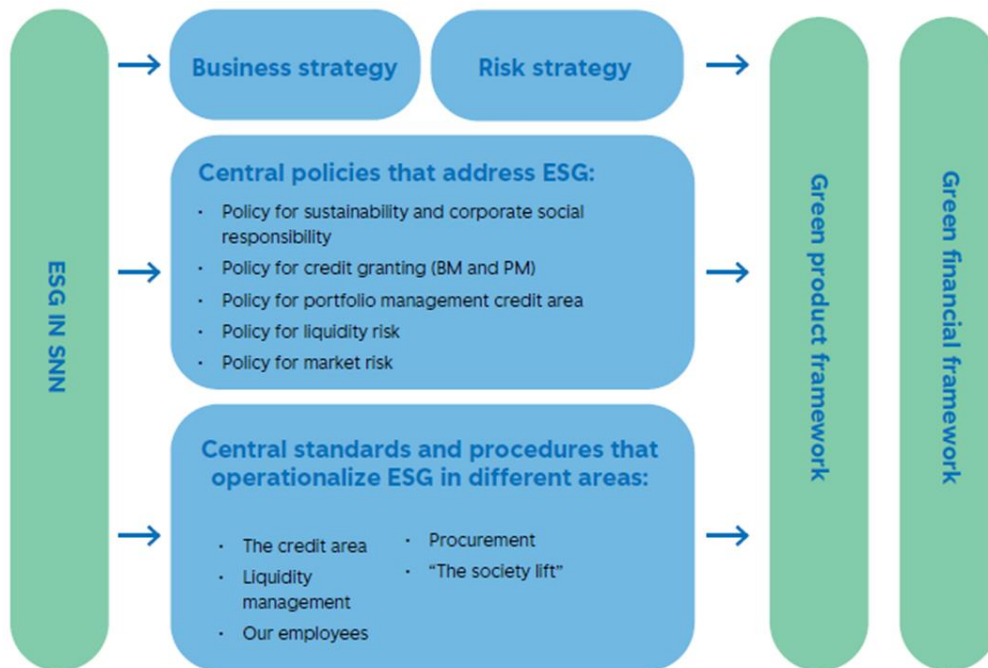 ESG IN SNN
Business strategy
Risk strategy
Central policies that address ESG:
· Policy for sustainability and corporate social
responsibility
· Policy for credit granting (BM and PM)
· Policy for portfolio management credit area
· Policy for liquidity risk
· Policy for market risk
Central standards and procedures that
operationalize ESG in different areas:
· The credit area
· Liquidity
management
· Our employees
· Procurement
· “The society lift”
Green product framework
Green financial framework